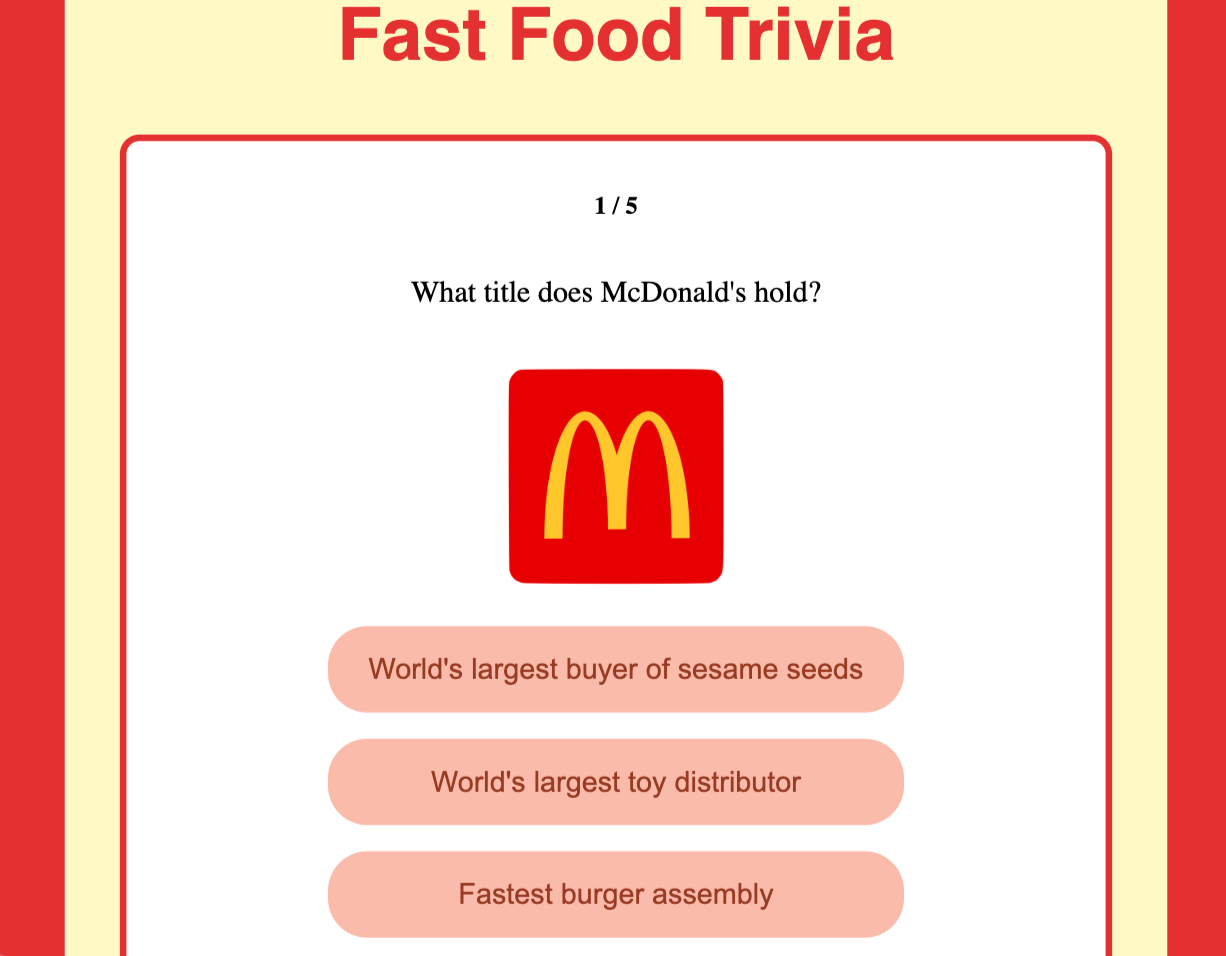 Fast Food Trivia
1 / 5
What title does McDonald's hold?
World's largest buyer of sesame seeds
World's largest toy distributor
Fastest burger assembly